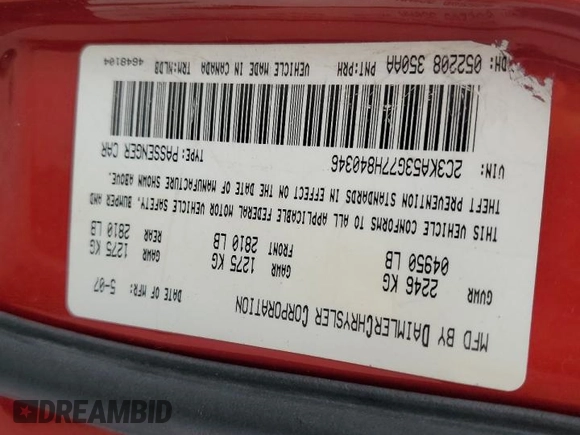 MFD BY DAIMLERCHRYSLER CORPORATION
DATE OF MFR: 5-07
GVWR
2246 KG
04950 LB
GAWR
1275 KG
FRONT 2810 LB
GAWR
1275 KG
REAR 2810 LB
THIS VEHICLE CONFORMS TO ALL APPLICABLE FEDERAL MOTOR VEHICLE SAFETY, BUMPER AND
THEFT PREVENTION STANDARDS IN EFFECT ON THE DATE OF MANUFACTURE SHOWN ABOVE.
VIN: 2C3KA53G77H840346 TYPE: PASSENGER CAR
MDH: 052208 350AA PNT:PRH VEHICLE MADE IN CANADA TRM:NLDB 4648104
DREAMBID